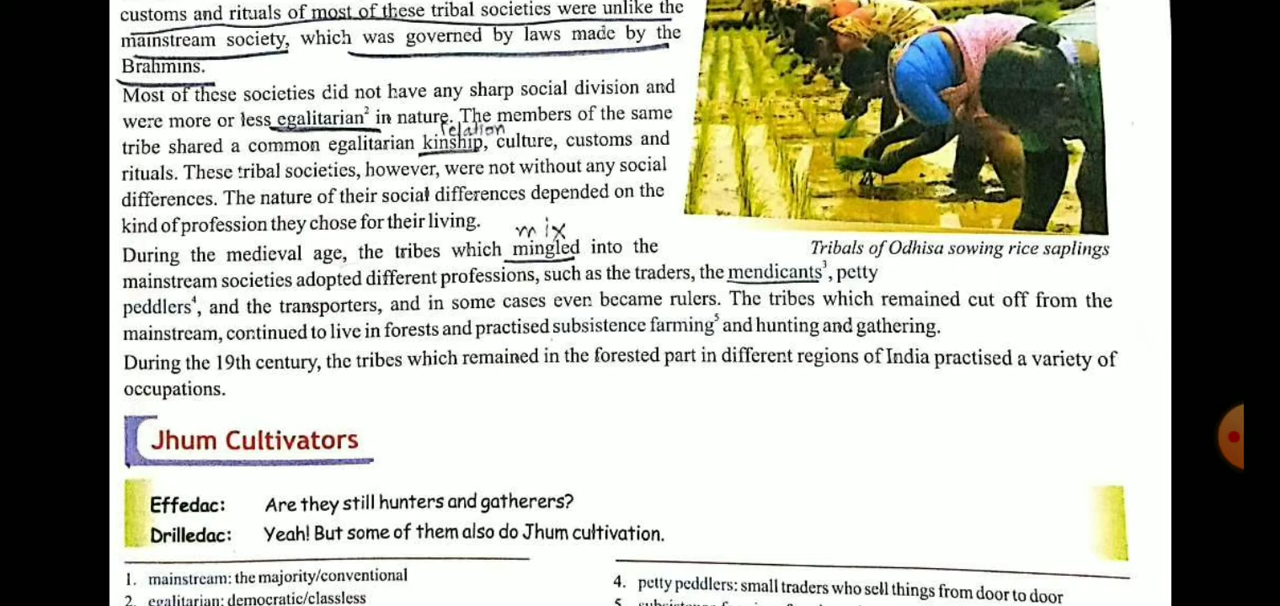 customs and rituals of most of these tribal societies were unlike the
mainstream society, which was governed by laws made by the
Brahmins.
Most of these societies did not have any sharp social division and
were more or less egalitarian² in nature. The members of the same
relation
tribe shared a common egalitarian kinship, culture, customs and
rituals. These tribal societies, however, were not without any social
differences. The nature of their social differences depended on the
kind of profession they chose for their living.
mix
During the medieval age, the tribes which mingled into the
Tribals of Odhisa sowing rice saplings
mainstream societies adopted different professions, such as the traders, the mendicants³, petty
peddlers⁴, and the transporters, and in some cases even became rulers. The tribes which remained cut off from the
mainstream, continued to live in forests and practised subsistence farming⁵ and hunting and gathering.
During the 19th century, the tribes which remained in the forested part in different regions of India practised a variety of
occupations.
Jhum Cultivators
Effedac: Are they still hunters and gatherers?
Drilledac: Yeah! But some of them also do Jhum cultivation.
1. mainstream: the majority/conventional
2. egalitarian: democratic/classless
4. petty peddlers: small traders who sell things from door to door
5.